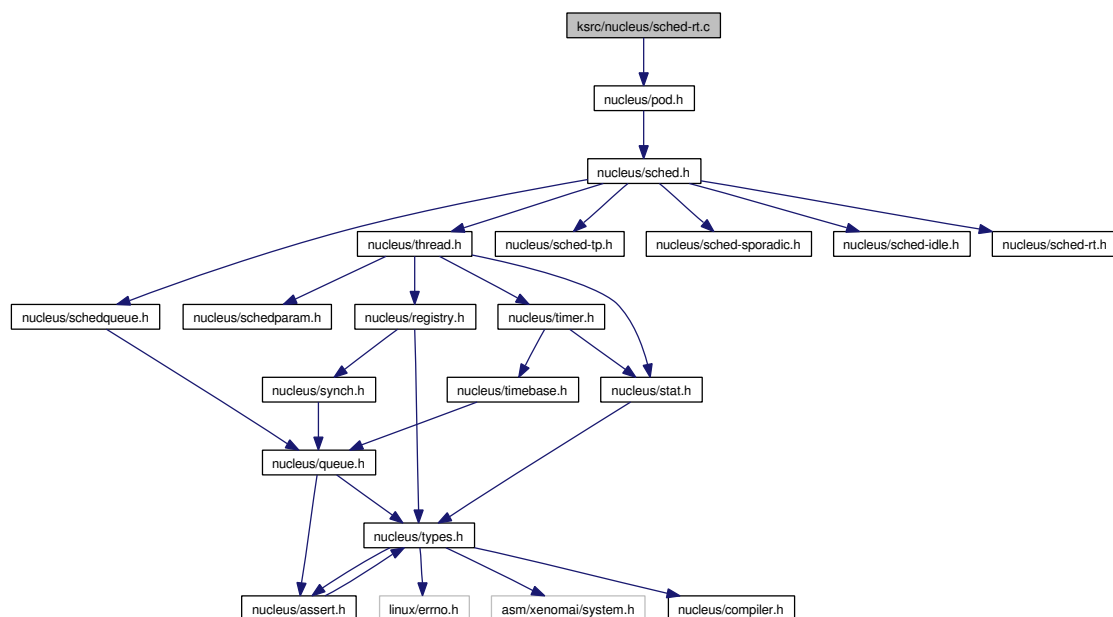 ksrc/nucleus/sched-rt.c
nucleus/pod.h
nucleus/sched.h
nucleus/thread.h
nucleus/sched-tp.h
nucleus/sched-sporadic.h
nucleus/sched-idle.h
nucleus/sched-rt.h
nucleus/schedqueue.h
nucleus/schedparam.h
nucleus/registry.h
nucleus/timer.h
nucleus/synch.h
nucleus/timebase.h
nucleus/stat.h
nucleus/queue.h
nucleus/types.h
nucleus/assert.h
linux/errno.h
asm/xenomai/system.h
nucleus/compiler.h